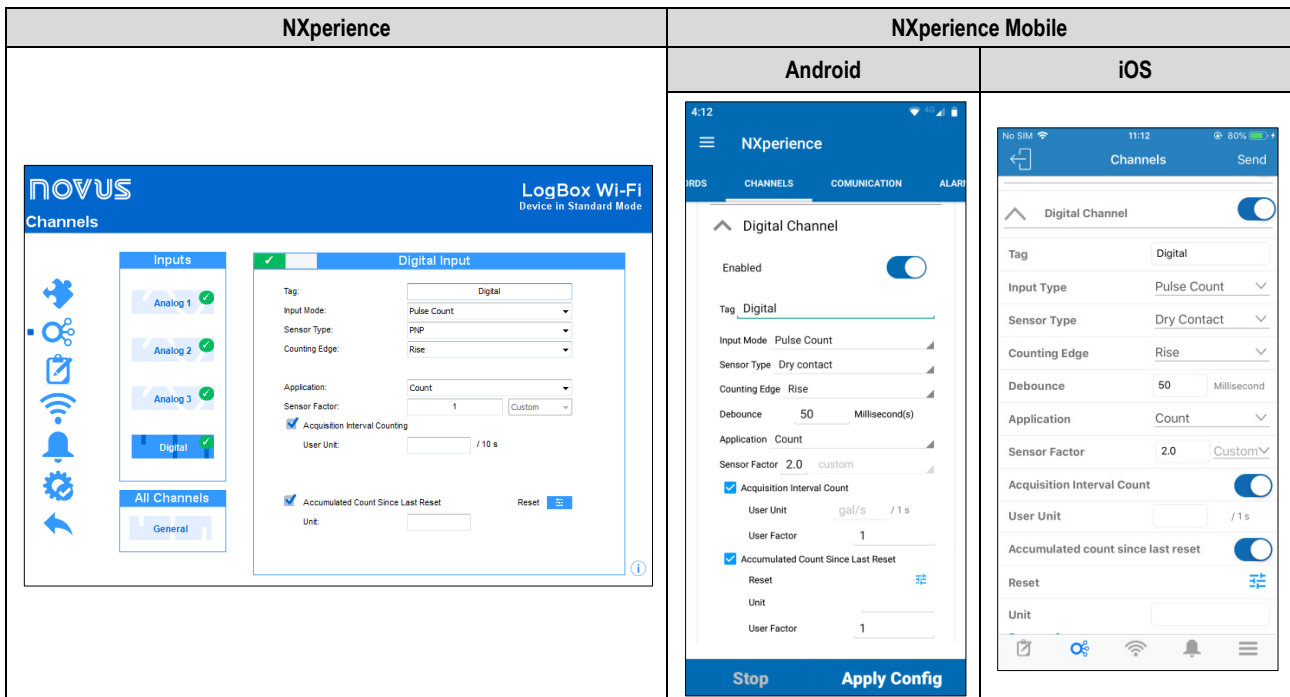 NXperience
NXperience Mobile
Android
iOS
NOVUS
LogBox Wi-Fi
Device in Standard Mode
Channels
Inputs
Analog 1
Analog 2
Analog 3
Digital
All Channels
General
Digital Input
Tag: Digital
Input Mode: Pulse Count
Sensor Type: PNP
Counting Edge: Rise
Application: Count
Sensor Factor: 1 Custom
Acquisition Interval Counting
User Unit: / 10 s
Accumulated Count Since Last Reset Reset
Unit:
4:12 4G
NXperience
ORDS CHANNELS COMUNICATION ALARM
Digital Channel
Enabled
Tag Digital
Input Mode Pulse Count
Sensor Type Dry contact
Counting Edge Rise
Debounce 50 Millisecond(s)
Application Count
Sensor Factor 2.0 custom
Acquisition Interval Count
User Unit gal/s / 1 s
User Factor 1
Accumulated Count Since Last Reset
Reset
Unit
User Factor 1
Stop Apply Config
No SIM 11:12 80%
Channels Send
Digital Channel
Tag Digital
Input Type Pulse Count
Sensor Type Dry Contact
Counting Edge Rise
Debounce 50 Millisecond
Application Count
Sensor Factor 2.0 Custom
Acquisition Interval Count
User Unit / 1 s
Accumulated count since last reset
Reset
Unit